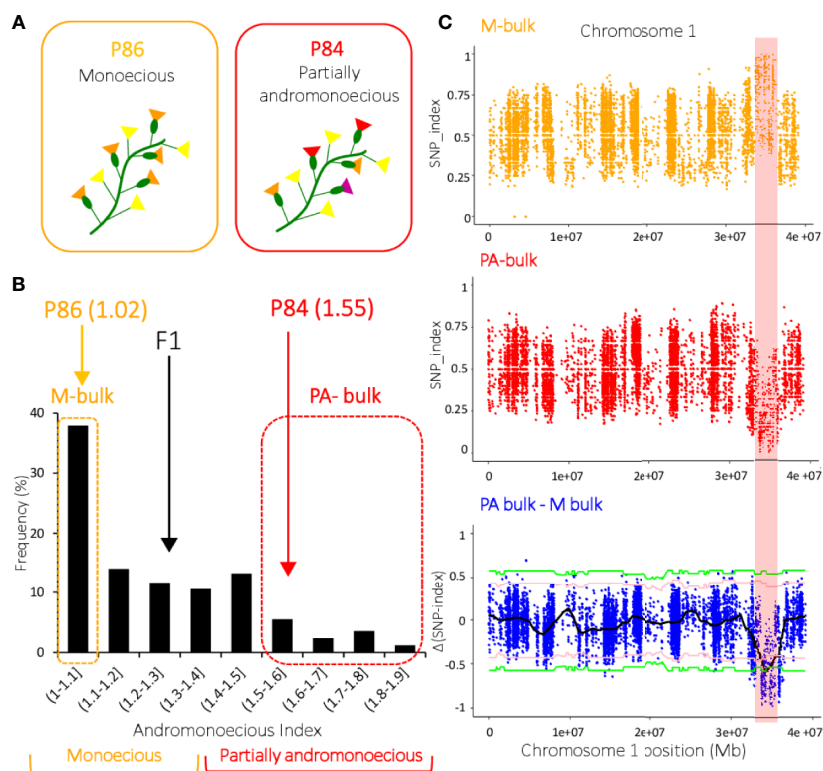 A
P86
Monoecious
P84
Partially
andromonoecious
B
P86 (1.02)
F1
P84 (1.55)
M-bulk
PA- bulk
Frequency (%)
40
30
20
10
0
(1-1.1]
(1.1-1.2]
(1.2-1.3]
(1.3-1.4]
(1.4-1.5]
(1.5-1.6]
(1.6-1.7]
(1.7-1.8]
(1.8-1.9]
Andromonoecious Index
Monoecious
Partially andromonoecious
C
M-bulk
Chromosome 1
SNP_index
1
0.75
0.5
0.25
0
0
1e+07
2e+07
3e+07
4e+07
PA-bulk
SNP_index
1
0.75
0.5
0.25
0
0
1e+07
2e+07
3e+07
4e+07
PA bulk - M bulk
Δ(SNP-index)
1
0.5
0
-0.5
-1
0
1e+07
2e+07
3e+07
4e+07
Chromosome 1 position (Mb)